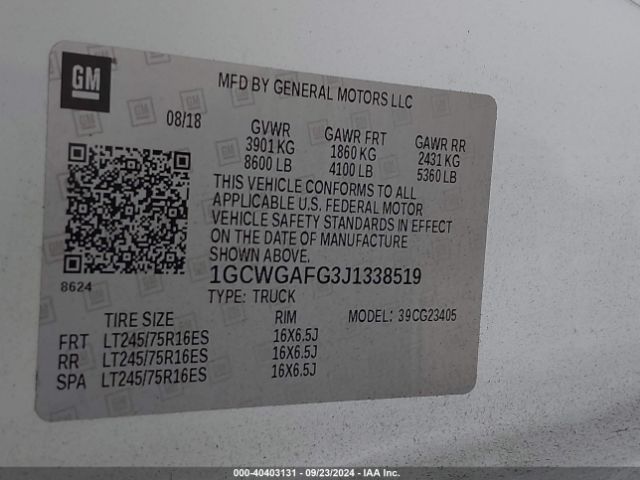 GM
MFD BY GENERAL MOTORS LLC
08/18
GVWR GAWR FRT GAWR RR
3901 KG 1860 KG 2431 KG
8600 LB 4100 LB 5360 LB
THIS VEHICLE CONFORMS TO ALL
APPLICABLE U.S. FEDERAL MOTOR
VEHICLE SAFETY STANDARDS IN EFFECT
ON THE DATE OF MANUFACTURE
SHOWN ABOVE.
8624
1GCWGAFG3J1338519
TYPE: TRUCK
MODEL: 39CG23405
TIRE SIZE RIM
FRT LT245/75R16ES 16X6.5J
RR LT245/75R16ES 16X6.5J
SPA LT245/75R16ES 16X6.5J
000-40403131 - 09/23/2024 - IAA Inc.